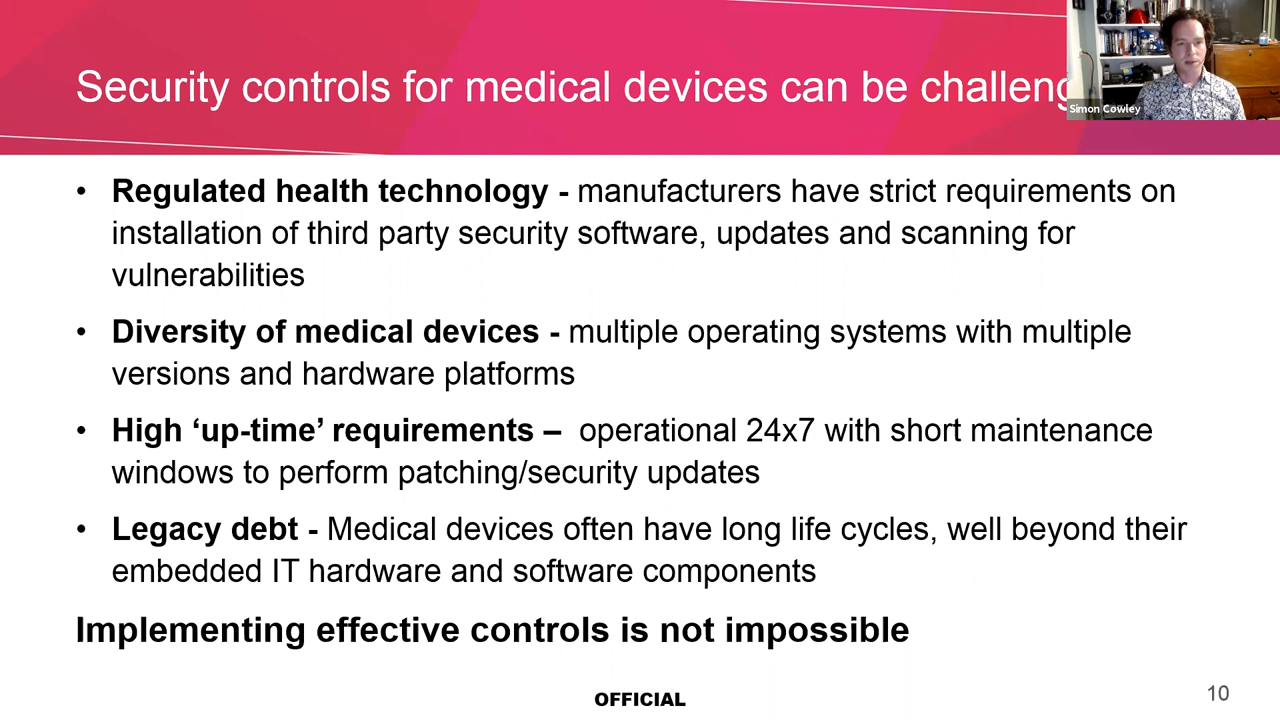 Security controls for medical devices can be
Simon Cowley
• Regulated health technology - manufacturers have strict requirements on
installation of third party security software, updates and scanning for
vulnerabilities
• Diversity of medical devices - multiple operating systems with multiple
versions and hardware platforms
• High ‘up-time’ requirements – operational 24x7 with short maintenance
windows to perform patching/security updates
• Legacy debt - Medical devices often have long life cycles, well beyond their
embedded IT hardware and software components
Implementing effective controls is not impossible
OFFICIAL
10